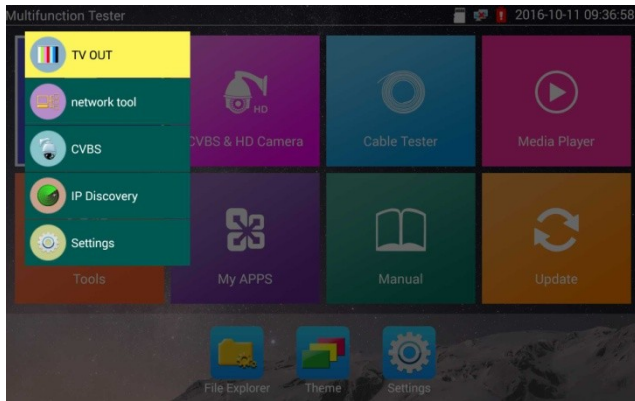 Multifunction Tester
2016-10-11 09:36:58
TV OUT
network tool
CVBS
IP Discovery
Settings
HD
CVBS & HD Camera
Cable Tester
Media Player
Tools
My APPS
Manual
Update
File Explorer
Theme
Settings